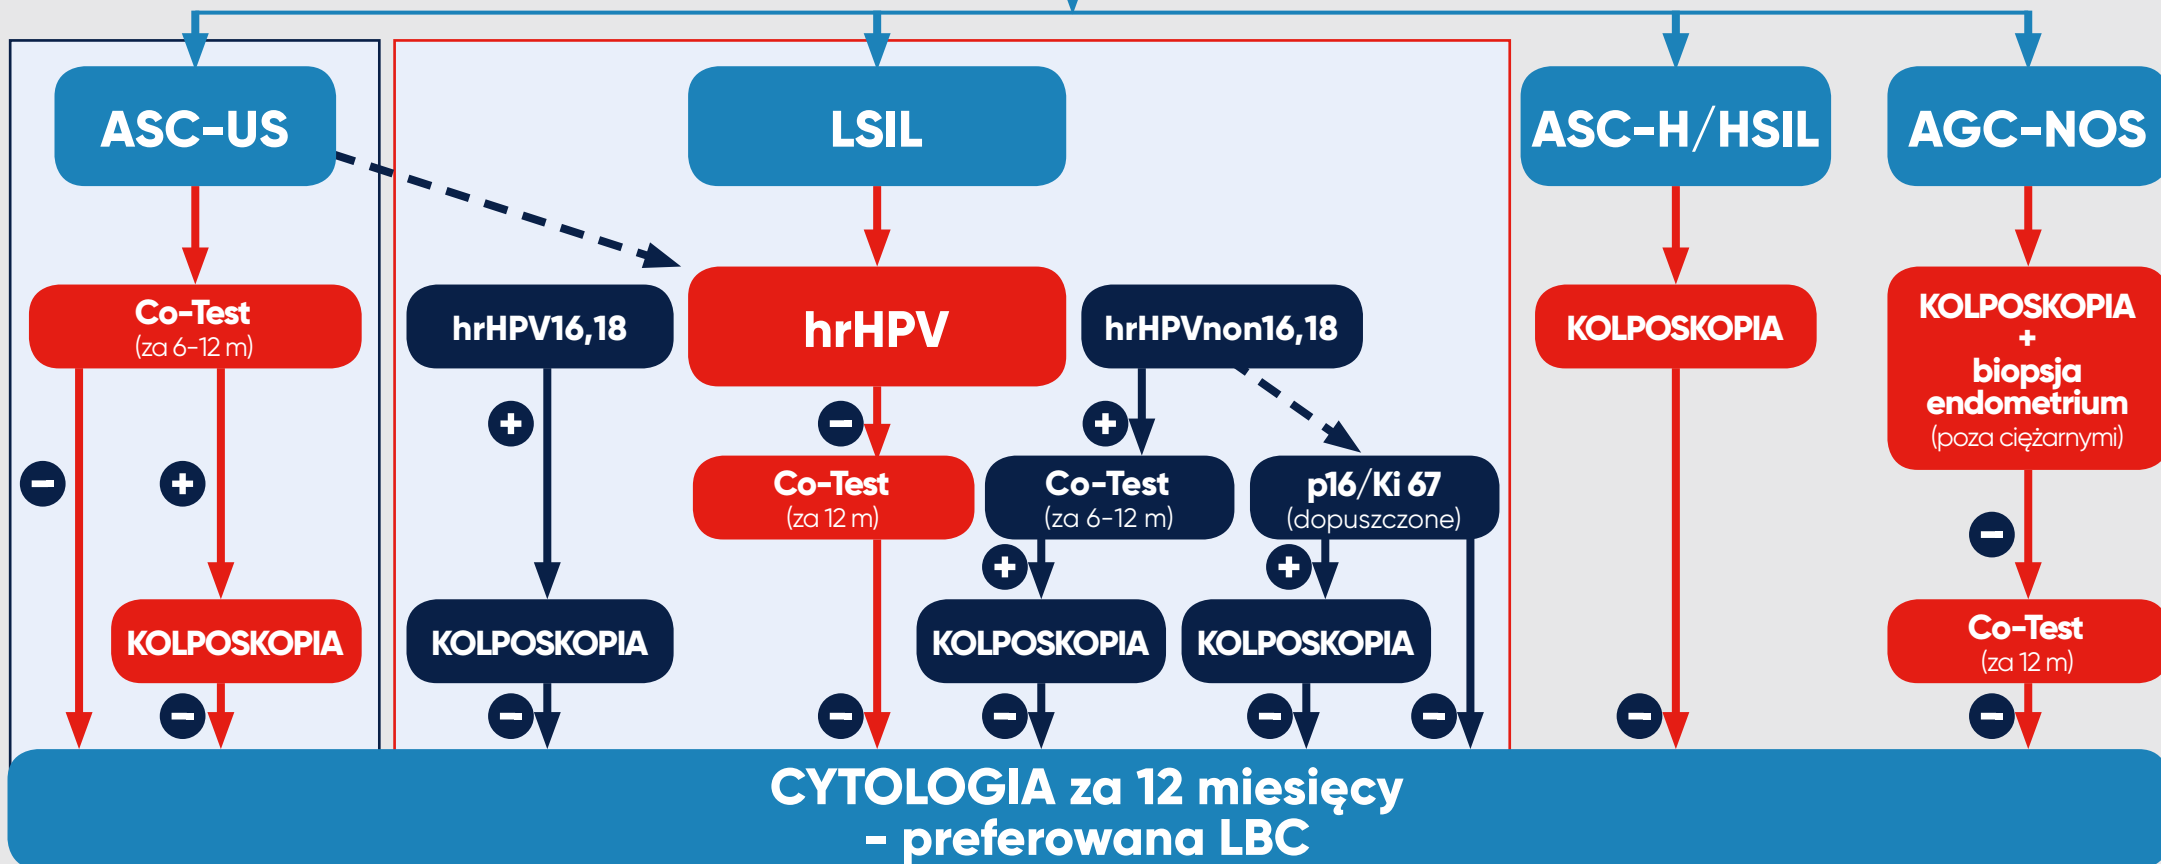 ASC-US
LSIL
ASC-H/HSIL
AGC-NOS
Co-Test
(za 6-12 m)
hrHPV16,18
hrHPV
hrHPVnon16,18
KOLPOSKOPIA
KOLPOSKOPIA
+
biopsja
endometrium
(poza ciężarnymi)
+
-
+
-
+
Co-Test
(za 12 m)
Co-Test
(za 6-12 m)
p16/Ki 67
(dopuszczone)
-
+
+
KOLPOSKOPIA
KOLPOSKOPIA
KOLPOSKOPIA
KOLPOSKOPIA
Co-Test
(za 12 m)
-
-
-
-
-
-
-
-
CYTOLOGIA za 12 miesięcy
- preferowana LBC